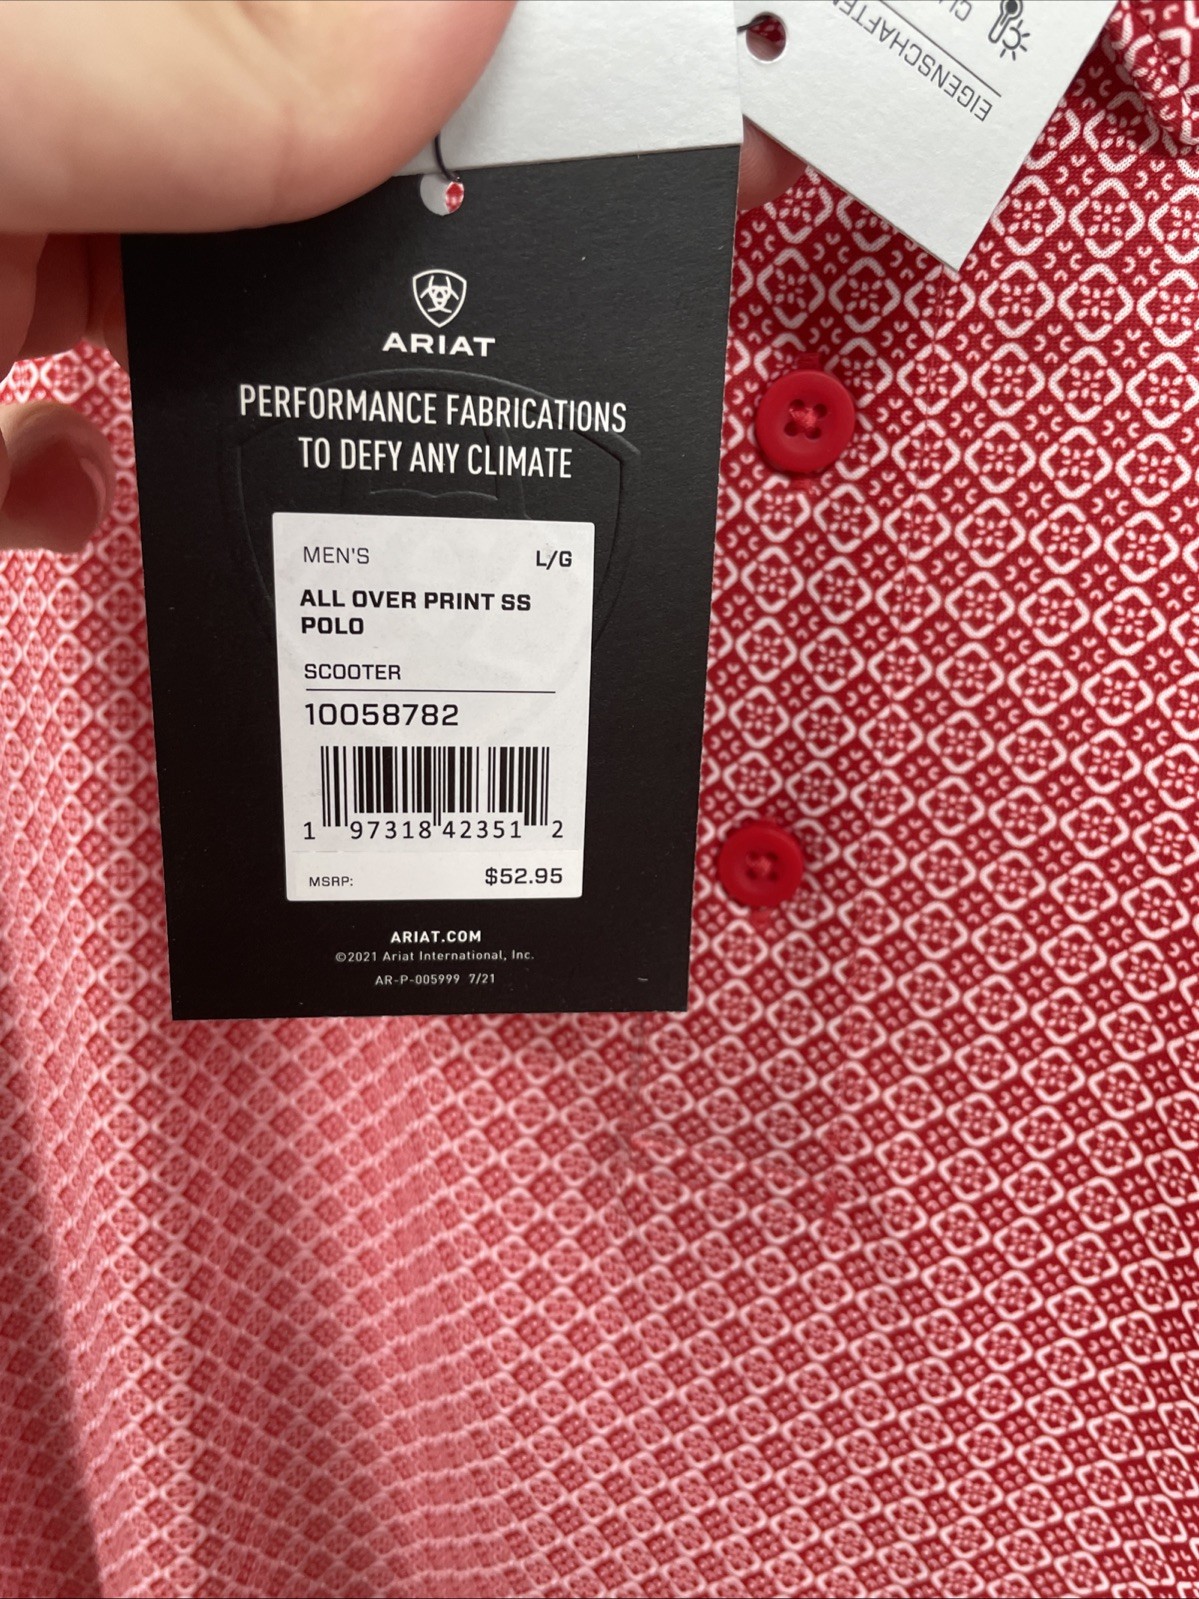 EIGENSCHAFTEN
ARIAT
PERFORMANCE FABRICATIONS
TO DEFY ANY CLIMATE
MEN'S L/G
ALL OVER PRINT SS
POLO
SCOOTER
10058782
1 97318 42351 2
MSRP: $52.95
ARIAT.COM
©2021 Ariat International, Inc.
AR-P-005999 7/21